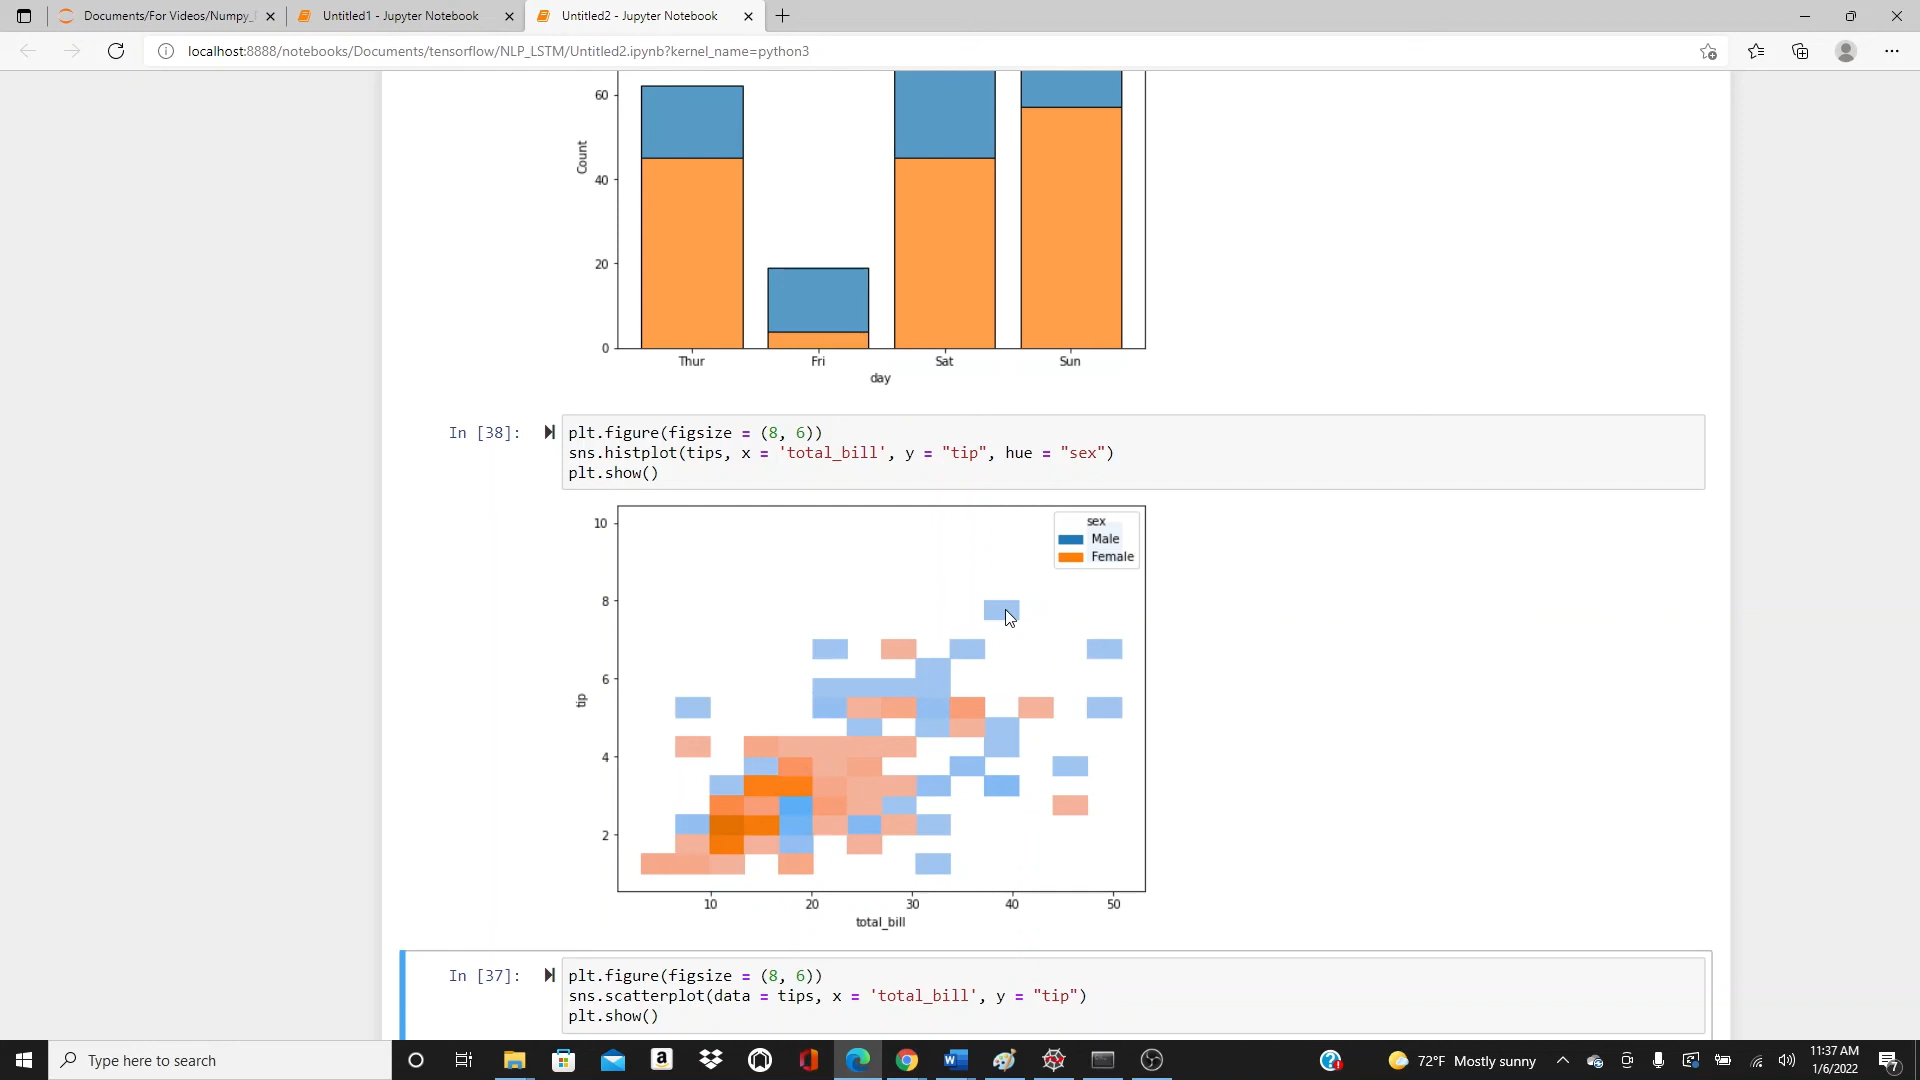 Documents/For Videos/Numpy_
Untitled1 - Jupyter Notebook
Untitled2 - Jupyter Notebook
localhost:8888/notebooks/Documents/tensorflow/NLP_LSTM/Untitled2.ipynb?kernel_name=python3
60
40
20
0
Count
Thur
Fri
Sat
Sun
day
In [38]:
plt.figure(figsize = (8, 6))
sns.histplot(tips, x = 'total_bill', y = "tip", hue = "sex")
plt.show()
10
8
6
4
2
tip
sex
Male
Female
10
20
30
40
50
total_bill
In [37]:
plt.figure(figsize = (8, 6))
sns.scatterplot(data = tips, x = 'total_bill', y = "tip")
plt.show()
Type here to search
72°F Mostly sunny
11:37 AM
1/6/2022
7